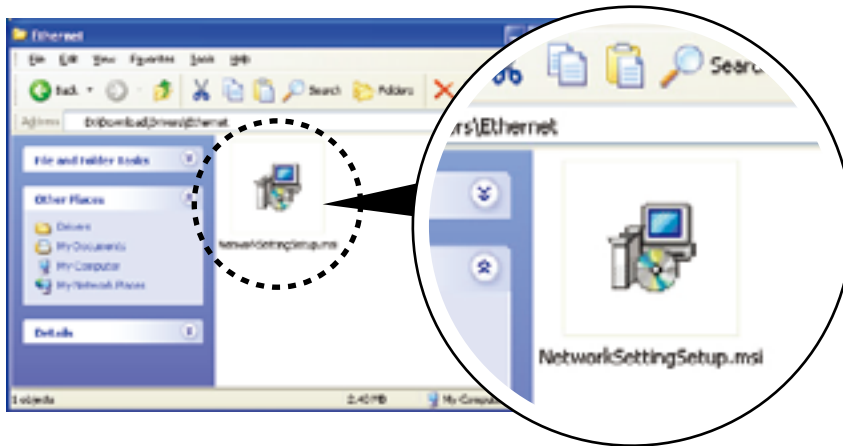 Ethernet
File Edit View Favorites Tools Help
Back Search Folders
Address D:\Download\Drivers\Ethernet
File and Folder Tasks
Other Places
Drivers
My Documents
My Computer
My Network Places
Details
NetworkSettingSetup.msi
1 objects 2.40 MB My Compu
Searc
rs\Ethernet
NetworkSettingSetup.msi